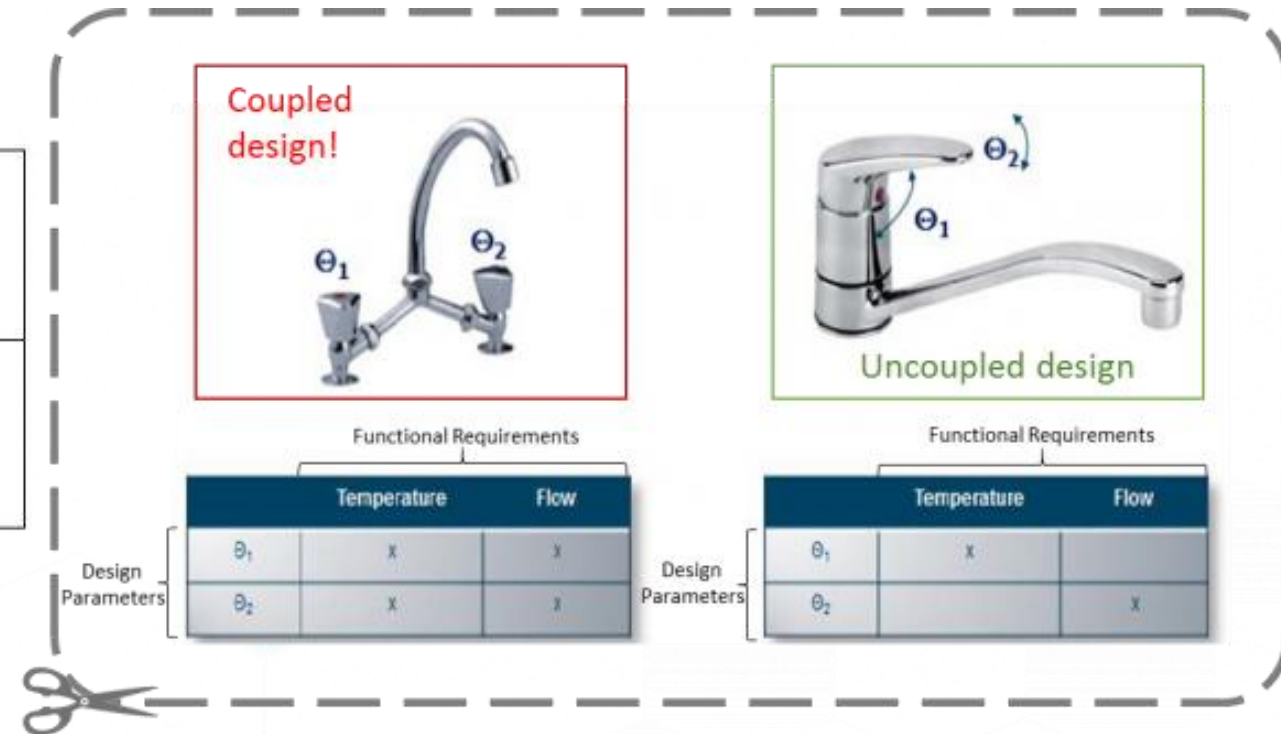 Coupled
design!
Θ₁
Θ₂
Θ₂
Θ₁
Uncoupled design
Functional Requirements
Temperature Flow
Design
Parameters
Θ₁ X X
Θ₂ X X
Functional Requirements
Temperature Flow
Design
Parameters
Θ₁ X
Θ₂ X